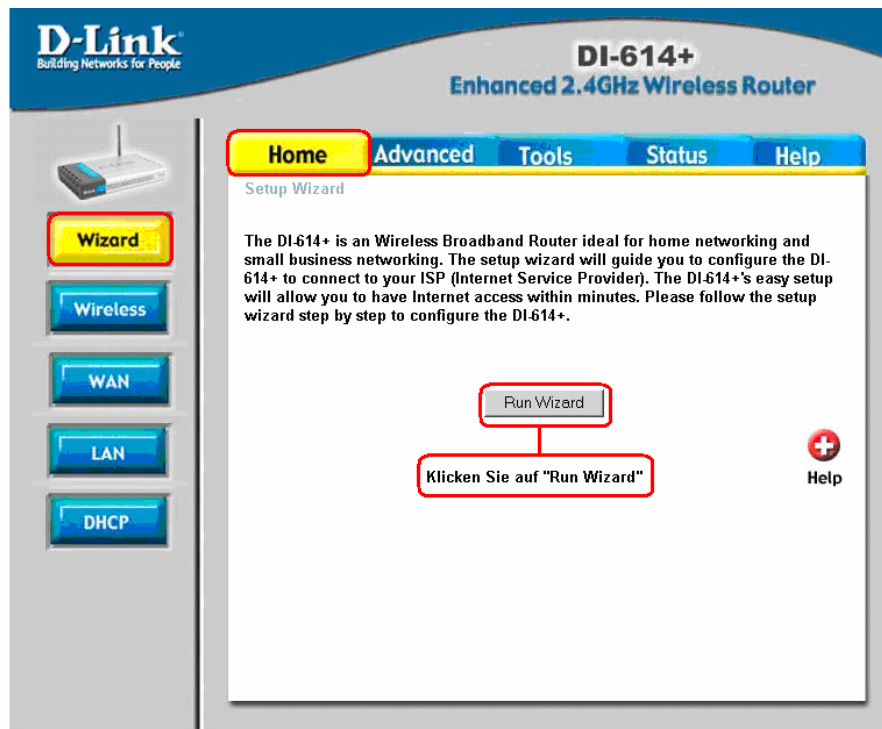 D-Link
Building Networks for People
DI-614+
Enhanced 2.4GHz Wireless Router
Home
Advanced
Tools
Status
Help
Wizard
Wireless
WAN
LAN
DHCP
Setup Wizard
The DI-614+ is an Wireless Broadband Router ideal for home networking and
small business networking. The setup wizard will guide you to configure the DI-
614+ to connect to your ISP (Internet Service Provider). The DI-614+'s easy setup
will allow you to have Internet access within minutes. Please follow the setup
wizard step by step to configure the DI-614+.
Run Wizard
Klicken Sie auf "Run Wizard"
Help